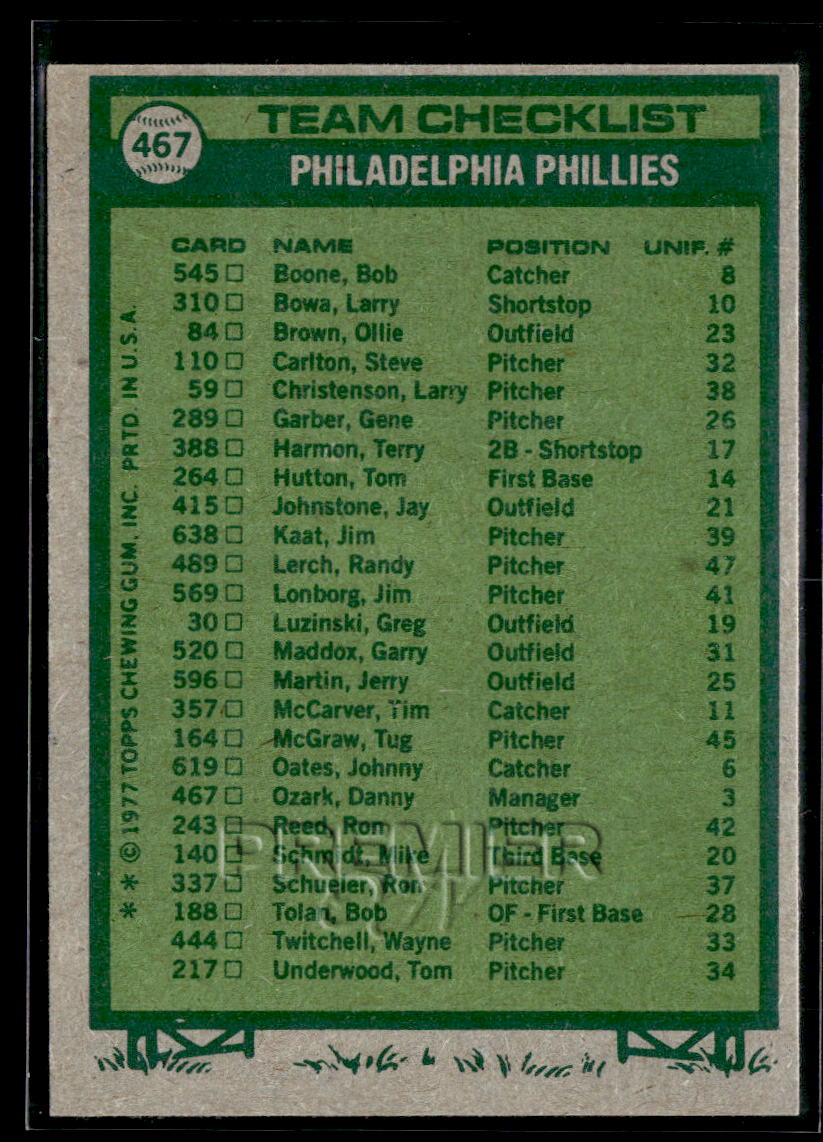 467
TEAM CHECKLIST
PHILADELPHIA PHILLIES
CARD NAME POSITION UNIF. #
545 □ Boone, Bob Catcher 8
310 □ Bowa, Larry Shortstop 10
84 □ Brown, Ollie Outfield 23
110 □ Carlton, Steve Pitcher 32
59 □ Christenson, Larry Pitcher 38
289 □ Garber, Gene Pitcher 26
388 □ Harmon, Terry 2B - Shortstop 17
264 □ Hutton, Tom First Base 14
415 □ Johnstone, Jay Outfield 21
638 □ Kaat, Jim Pitcher 39
489 □ Lerch, Randy Pitcher 47
569 □ Lonborg, Jim Pitcher 41
30 □ Luzinski, Greg Outfield 19
520 □ Maddox, Garry Outfield 31
596 □ Martin, Jerry Outfield 25
357 □ McCarver, Tim Catcher 11
164 □ McGraw, Tug Pitcher 45
619 □ Oates, Johnny Catcher 6
467 □ Ozark, Danny Manager 3
243 □ Reed, Ron Pitcher 42
140 □ Schmidt, Mike Third Base 20
337 □ Schueler, Ron Pitcher 37
188 □ Tolan, Bob OF - First Base 28
444 □ Twitchell, Wayne Pitcher 33
217 □ Underwood, Tom Pitcher 34
* * © 1977 TOPPS CHEWING GUM, INC. PRTD. IN U.S.A.
PREMIER